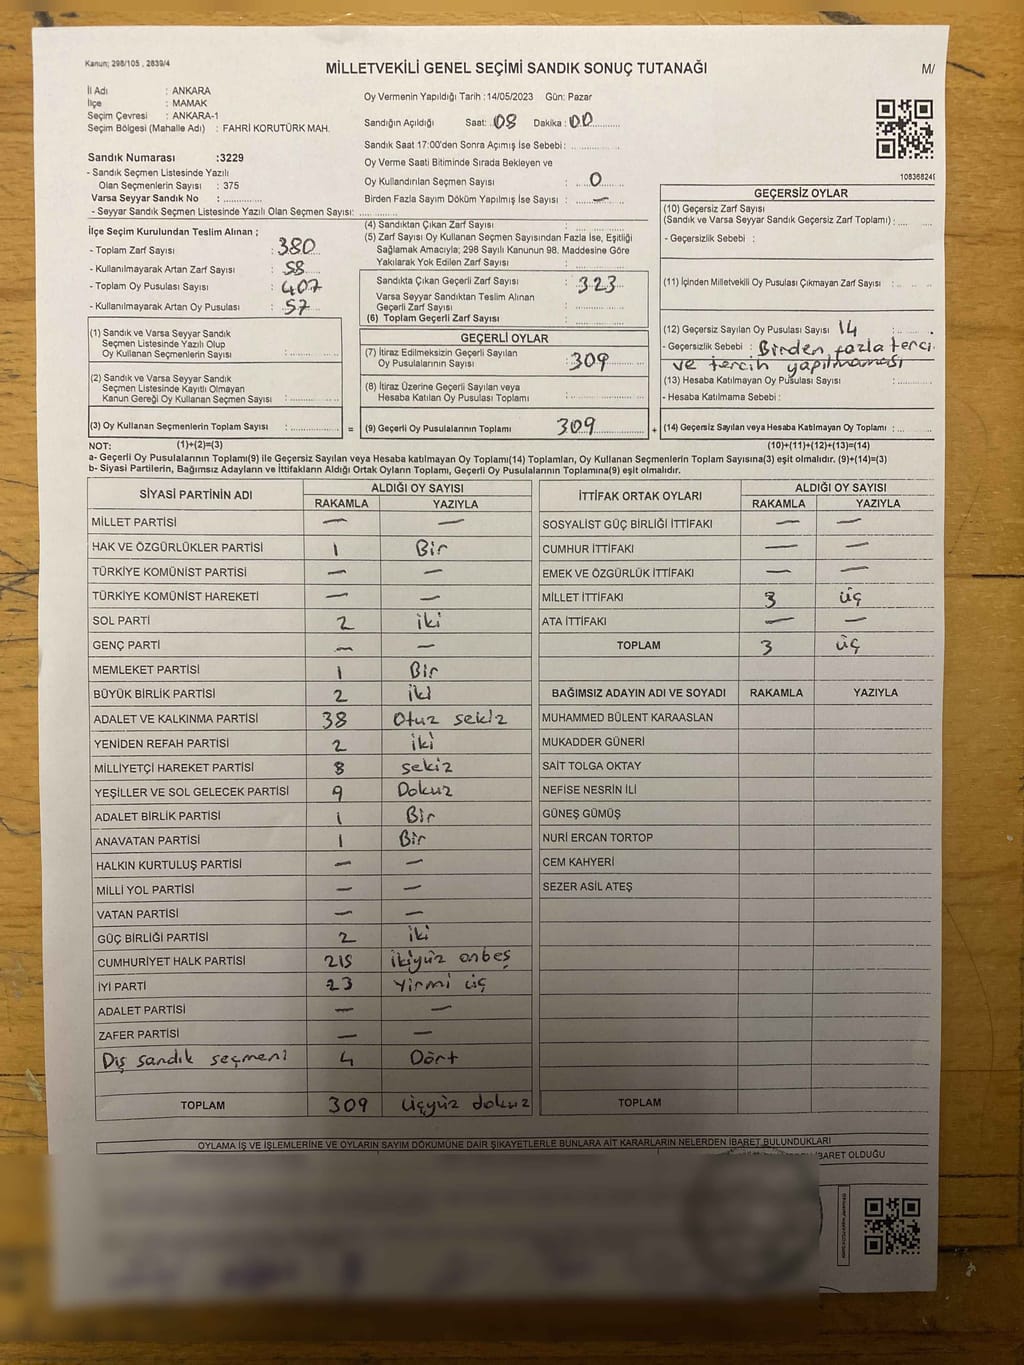 Kanun; 298/105 , 2839/4
MİLLETVEKİLİ GENEL SEÇİMİ SANDIK SONUÇ TUTANAĞI
M/
İl Adı : ANKARA
İlçe : MAMAK
Seçim Çevresi : ANKARA-1
Seçim Bölgesi (Mahalle Adı) : FAHRİ KORUTÜRK MAH.
Sandık Numarası :3229
- Sandık Seçmen Listesinde Yazılı
Olan Seçmenlerin Sayısı : 375
Varsa Seyyar Sandık No :
- Seyyar Sandık Seçmen Listesinde Yazılı Olan Seçmen Sayısı:
Oy Vermenin Yapıldığı Tarih :14/05/2023 Gün: Pazar
Sandığın Açıldığı Saat: 08 Dakika : 00
Sandık Saat 17:00'den Sonra Açımış İse Sebebi :
Oy Verme Saati Bitiminde Sırada Bekleyen ve
Oy Kullandırılan Seçmen Sayısı : 0
Birden Fazla Sayım Döküm Yapılmış İse Sayısı : —
İlçe Seçim Kurulundan Teslim Alınan ;
- Toplam Zarf Sayısı : 380
- Kullanılmayarak Artan Zarf Sayısı : 58
- Toplam Oy Pusulası Sayısı : 407
- Kullanılmayarak Artan Oy Pusulası : 57
(1) Sandık ve Varsa Seyyar Sandık
Seçmen Listesinde Yazılı Olup
Oy Kullanan Seçmenlerin Sayısı :
(2) Sandık ve Varsa Seyyar Sandık
Seçmen Listesinde Kayıtlı Olmayan
Kanun Gereği Oy Kullanan Seçmen Sayısı :
(3) Oy Kullanan Seçmenlerin Toplam Sayısı : =
(4) Sandıktan Çıkan Zarf Sayısı :
(5) Zarf Sayısı Oy Kullanan Seçmen Sayısından Fazla İse, Eşitliği
Sağlamak Amacıyla; 298 Sayılı Kanunun 98. Maddesine Göre
Yakılarak Yok Edilen Zarf Sayısı :
Sandıkta Çıkan Geçerli Zarf Sayısı : 323
Varsa Seyyar Sandıktan Teslim Alınan
Geçerli Zarf Sayısı :
(6) Toplam Geçerli Zarf Sayısı :
GEÇERLİ OYLAR
(7) İtiraz Edilmeksizin Geçerli Sayılan
Oy Pusulalarının Sayısı : 309
(8) İtiraz Üzerine Geçerli Sayılan veya
Hesaba Katılan Oy Pusulası Toplamı :
(9) Geçerli Oy Pusulalarının Toplamı : 309 +
GEÇERSİZ OYLAR
(10) Geçersiz Zarf Sayısı
(Sandık ve Varsa Seyyar Sandık Geçersiz Zarf Toplamı) :
- Geçersizlik Sebebi :
(11) İçinden Milletvekili Oy Pusulası Çıkmayan Zarf Sayısı :
(12) Geçersiz Sayılan Oy Pusulası Sayısı 14
- Geçersizlik Sebebi : Birden fazla terci
ve tercih yapılmaması
(13) Hesaba Katılmayan Oy Pusulası Sayısı :
- Hesaba Katılmama Sebebi :
(14) Geçersiz Sayılan veya Hesaba Katılmayan Oy Toplamı :
NOT: (1)+(2)=(3) (10)+(11)+(12)+(13)=(14)
a- Geçerli Oy Pusulalarının Toplamı(9) ile Geçersiz Sayılan veya Hesaba katılmayan Oy Toplamı(14) Toplamları, Oy Kullanan Seçmenlerin Toplam Sayısına(3) eşit olmalıdır. (9)+(14)=(3)
b- Siyasi Partilerin, Bağımsız Adayların ve İttifakların Aldığı Ortak Oyların Toplamı, Geçerli Oy Pusulalarının Toplamına(9) eşit olmalıdır.
SİYASİ PARTİNİN ADI ALDIĞI OY SAYISI
RAKAMLA YAZIYLA
MİLLET PARTİSİ — —
HAK VE ÖZGÜRLÜKLER PARTİSİ 1 Bir
TÜRKİYE KOMÜNİST PARTİSİ — —
TÜRKİYE KOMÜNİST HAREKETİ — —
SOL PARTİ 2 iki
GENÇ PARTİ — —
MEMLEKET PARTİSİ 1 Bir
BÜYÜK BİRLİK PARTİSİ 2 iki
ADALET VE KALKINMA PARTİSİ 38 Otuz sekiz
YENİDEN REFAH PARTİSİ 2 iki
MİLLİYETÇİ HAREKET PARTİSİ 8 sekiz
YEŞİLLER VE SOL GELECEK PARTİSİ 9 Dokuz
ADALET BİRLİK PARTİSİ 1 Bir
ANAVATAN PARTİSİ 1 Bir
HALKIN KURTULUŞ PARTİSİ — —
MİLLİ YOL PARTİSİ — —
VATAN PARTİSİ — —
GÜÇ BİRLİĞİ PARTİSİ 2 iki
CUMHURİYET HALK PARTİSİ 215 ikiyüz onbeş
İYİ PARTİ 23 Yirmi üç
ADALET PARTİSİ — —
ZAFER PARTİSİ — —
Dış sandık seçmeni 4 Dört
TOPLAM 309 üçyüz dokuz
İTTİFAK ORTAK OYLARI ALDIĞI OY SAYISI
RAKAMLA YAZIYLA
SOSYALİST GÜÇ BİRLİĞİ İTTİFAKI — —
CUMHUR İTTİFAKI — —
EMEK VE ÖZGÜRLÜK İTTİFAKI — —
MİLLET İTTİFAKI 3 üç
ATA İTTİFAKI — —
TOPLAM 3 üç
BAĞIMSIZ ADAYIN ADI VE SOYADI RAKAMLA YAZIYLA
MUHAMMED BÜLENT KARAASLAN
MUKADDER GÜNERİ
SAİT TOLGA OKTAY
NEFİSE NESRİN İLİ
GÜNEŞ GÜMÜŞ
NURİ ERCAN TORTOP
CEM KAHYERİ
SEZER ASİL ATEŞ
TOPLAM
OYLAMA İŞ VE İŞLEMLERİNE VE OYLARIN SAYIM DÖKÜMÜNE DAİR ŞİKAYETLERLE BUNLARA AİT KARARLARIN NELERDEN İBARET BULUNDUKLARI
İBARET OLDUĞU